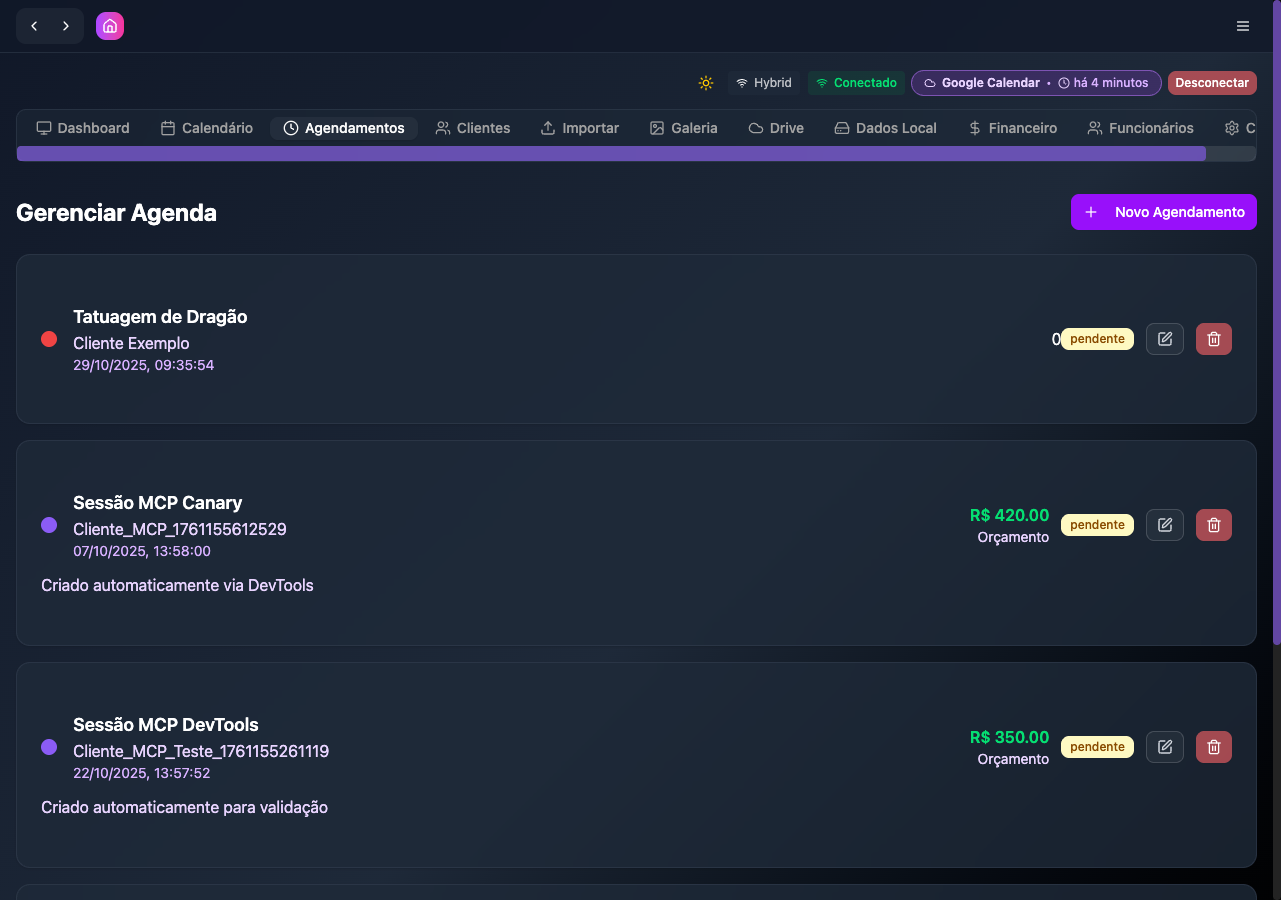 Hybrid
Conectado
Google Calendar • há 4 minutos
Desconectar
Dashboard
Calendário
Agendamentos
Clientes
Importar
Galeria
Drive
Dados Local
Financeiro
Funcionários
C
Gerenciar Agenda
Novo Agendamento
Tatuagem de Dragão
Cliente Exemplo
29/10/2025, 09:35:54
0
pendente
Sessão MCP Canary
Cliente_MCP_1761155612529
07/10/2025, 13:58:00
Criado automaticamente via DevTools
R$ 420.00
Orçamento
pendente
Sessão MCP DevTools
Cliente_MCP_Teste_1761155261119
22/10/2025, 13:57:52
Criado automaticamente para validação
R$ 350.00
Orçamento
pendente